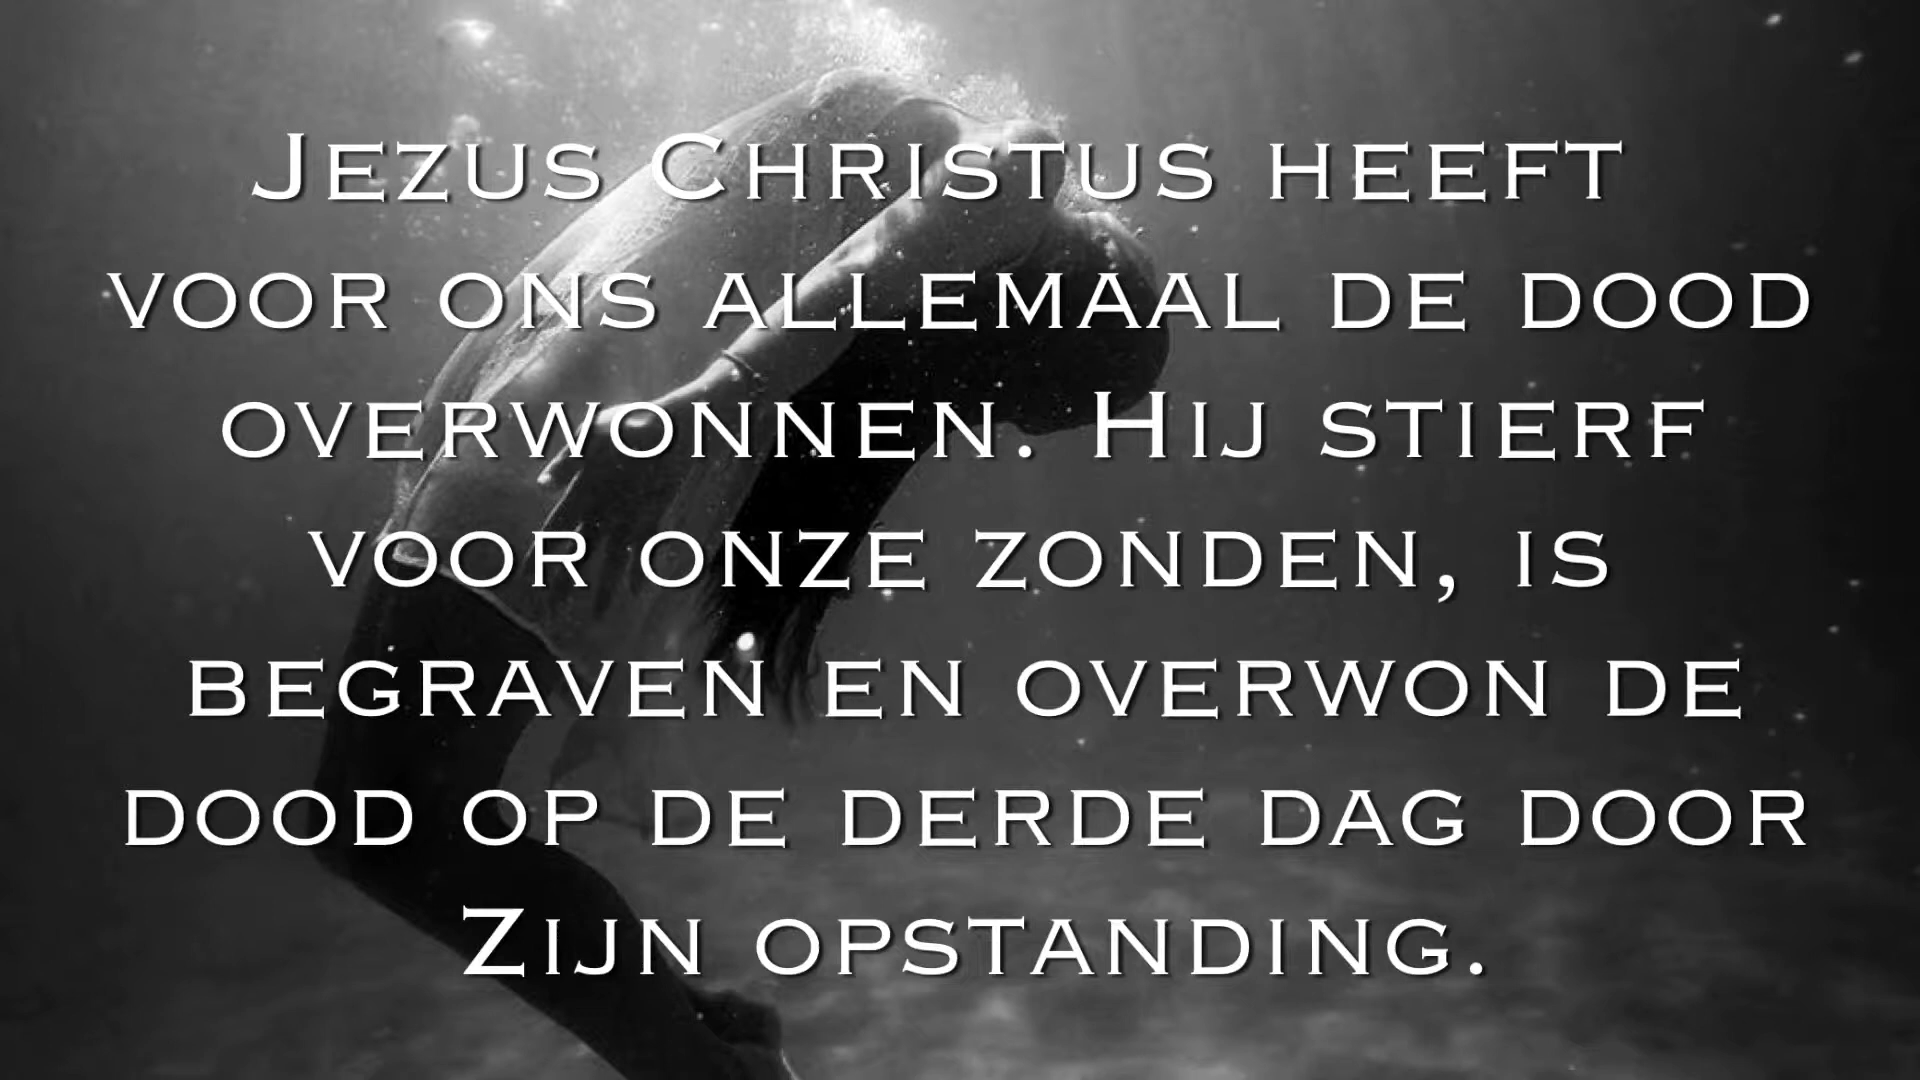 Jezus Christus heeft
voor ons allemaal de dood
overwonnen. Hij stierf
voor onze zonden, is
begraven en overwon de
dood op de derde dag door
Zijn opstanding.